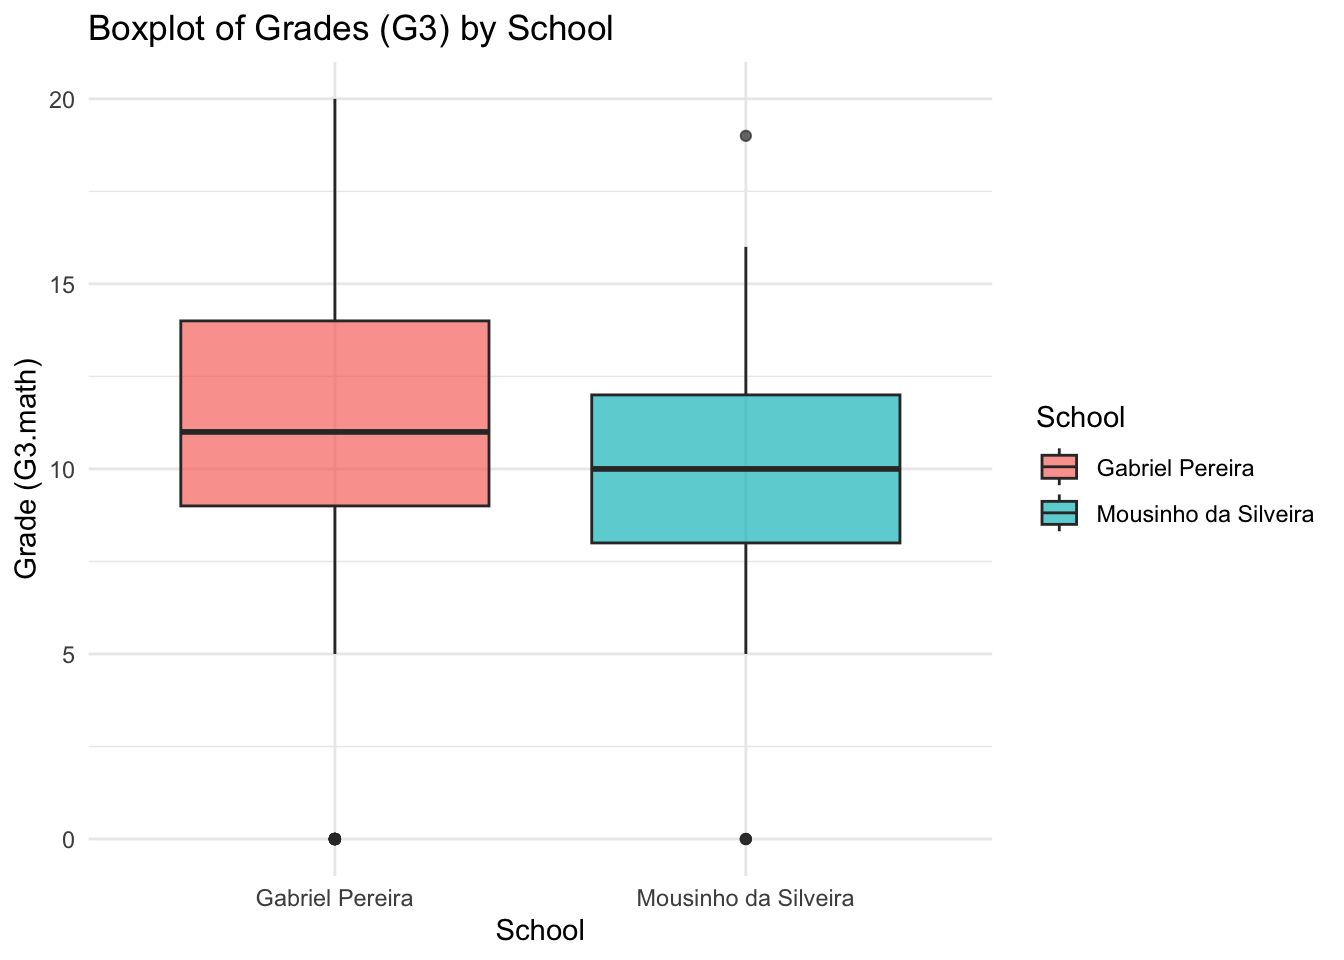 Boxplot of Grades (G3) by School
Grade (G3.math)
20
15
10
5
0
Gabriel Pereira
Mousinho da Silveira
School
School
Gabriel Pereira
Mousinho da Silveira